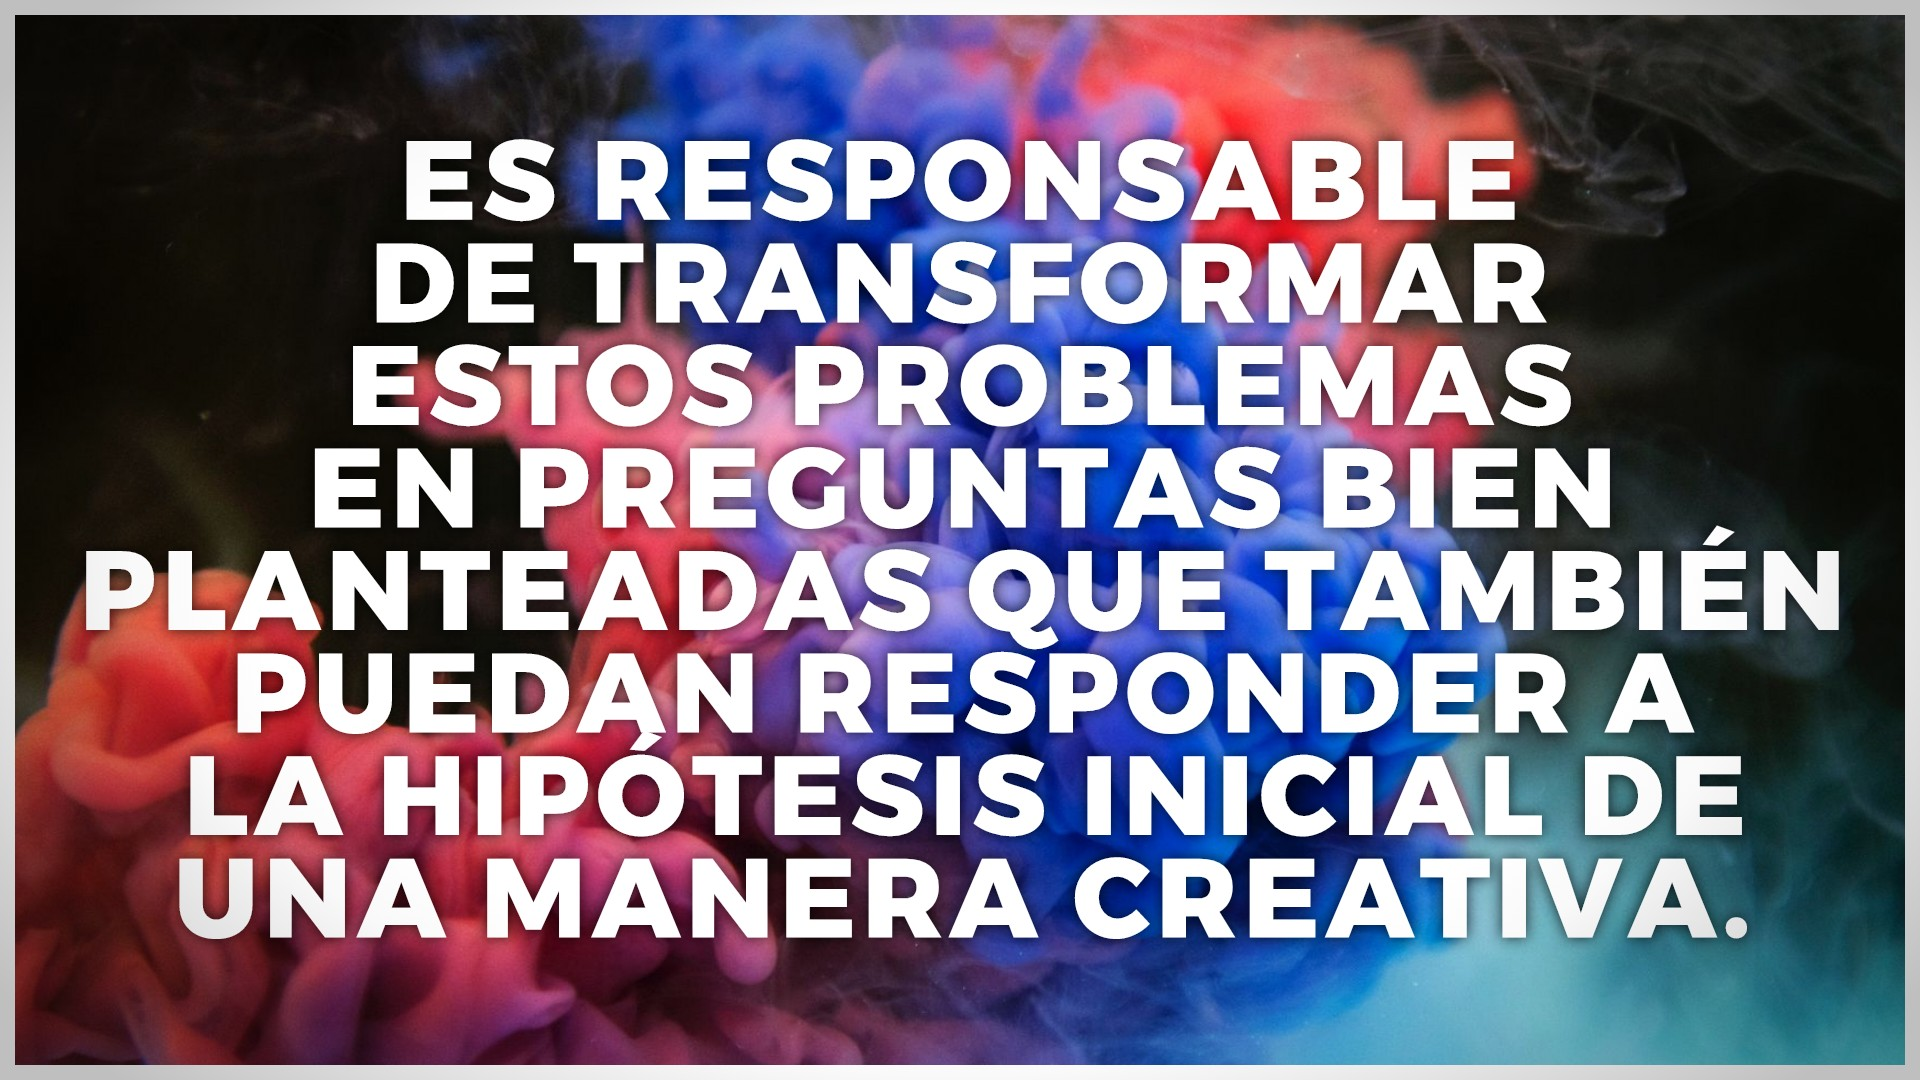 ES RESPONSABLE
DE TRANSFORMAR
ESTOS PROBLEMAS
EN PREGUNTAS BIEN
PLANTEADAS QUE TAMBIÉN
PUEDAN RESPONDER A
LA HIPÓTESIS INICIAL DE
UNA MANERA CREATIVA.